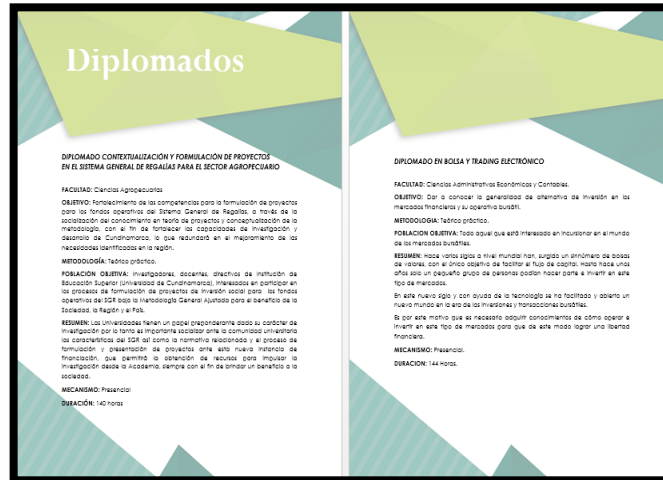 Diplomados
DIPLOMADO CONTEXTUALIZACIÓN Y FORMULACIÓN DE PROYECTOS
EN EL SISTEMA GENERAL DE REGALÍAS PARA EL SECTOR AGROPECUARIO
FACULTAD: Ciencias Agropecuarias
OBJETIVO: Fortalecimiento de las competencias para la formulación de proyectos
para los fondos operativos del Sistema General de Regalías, a través de la
socialización del conocimiento en teoría de proyectos y conceptualización de la
metodología, con el fin de fortalecer las capacidades de investigación y
desarrollo de Cundinamarca, lo que redundará en el mejoramiento de las
necesidades identificadas en la región.
METODOLOGÍA: Teórico práctico.
POBLACIÓN OBJETIVA: Investigadores, docentes, directivos de Institución de
Educación Superior (Universidad de Cundinamarca), interesados en participar en
los procesos de formulación de proyectos de inversión social para los fondos
operativos del SGR bajo la Metodología General Ajustada para el beneficio de la
Sociedad, la Región y el País.
RESUMEN: Las Universidades tienen un papel preponderante dado su carácter de
investigación por lo tanto es importante socializar ante la comunidad universitaria
las características del SGR así como la normativa relacionada y el proceso de
formulación y presentación de proyectos ante esta nueva instancia de
financiación, que permitirá la obtención de recursos para impulsar la
investigación desde la Academia, siempre con el fin de brindar un beneficio a la
sociedad.
MECANISMO: Presencial
DURACIÓN: 140 horas
DIPLOMADO EN BOLSA Y TRADING ELECTRÓNICO
FACULTAD: Ciencias Administrativas Económicas y Contables.
OBJETIVO: Dar a conocer la generalidad de alternativa de inversión en los
mercados financieros y su operativa bursátil.
METODOLOGIA: Teórico práctico.
POBLACION OBJETIVA: Todo aquel que está interesado en incursionar en el mundo
de los mercados bursátiles.
RESUMEN: Hace varios siglos a nivel mundial han, surgido un sinnúmero de bolsas
de valores, con el único objetivo de facilitar el flujo de capital. Hasta hace unos
años solo un pequeño grupo de personas podían hacer parte e invertir en este
tipo de mercados.
En este nuevo siglo y con ayuda de la tecnología se ha facilitado y abierto un
nuevo mundo en la era de las inversiones y transacciones bursátiles.
Es por este motivo que es necesario adquirir conocimientos de cómo operar e
invertir en este tipo de mercados para que de este modo lograr una libertad
financiera.
MECANISMO: Presencial.
DURACION: 144 Horas.